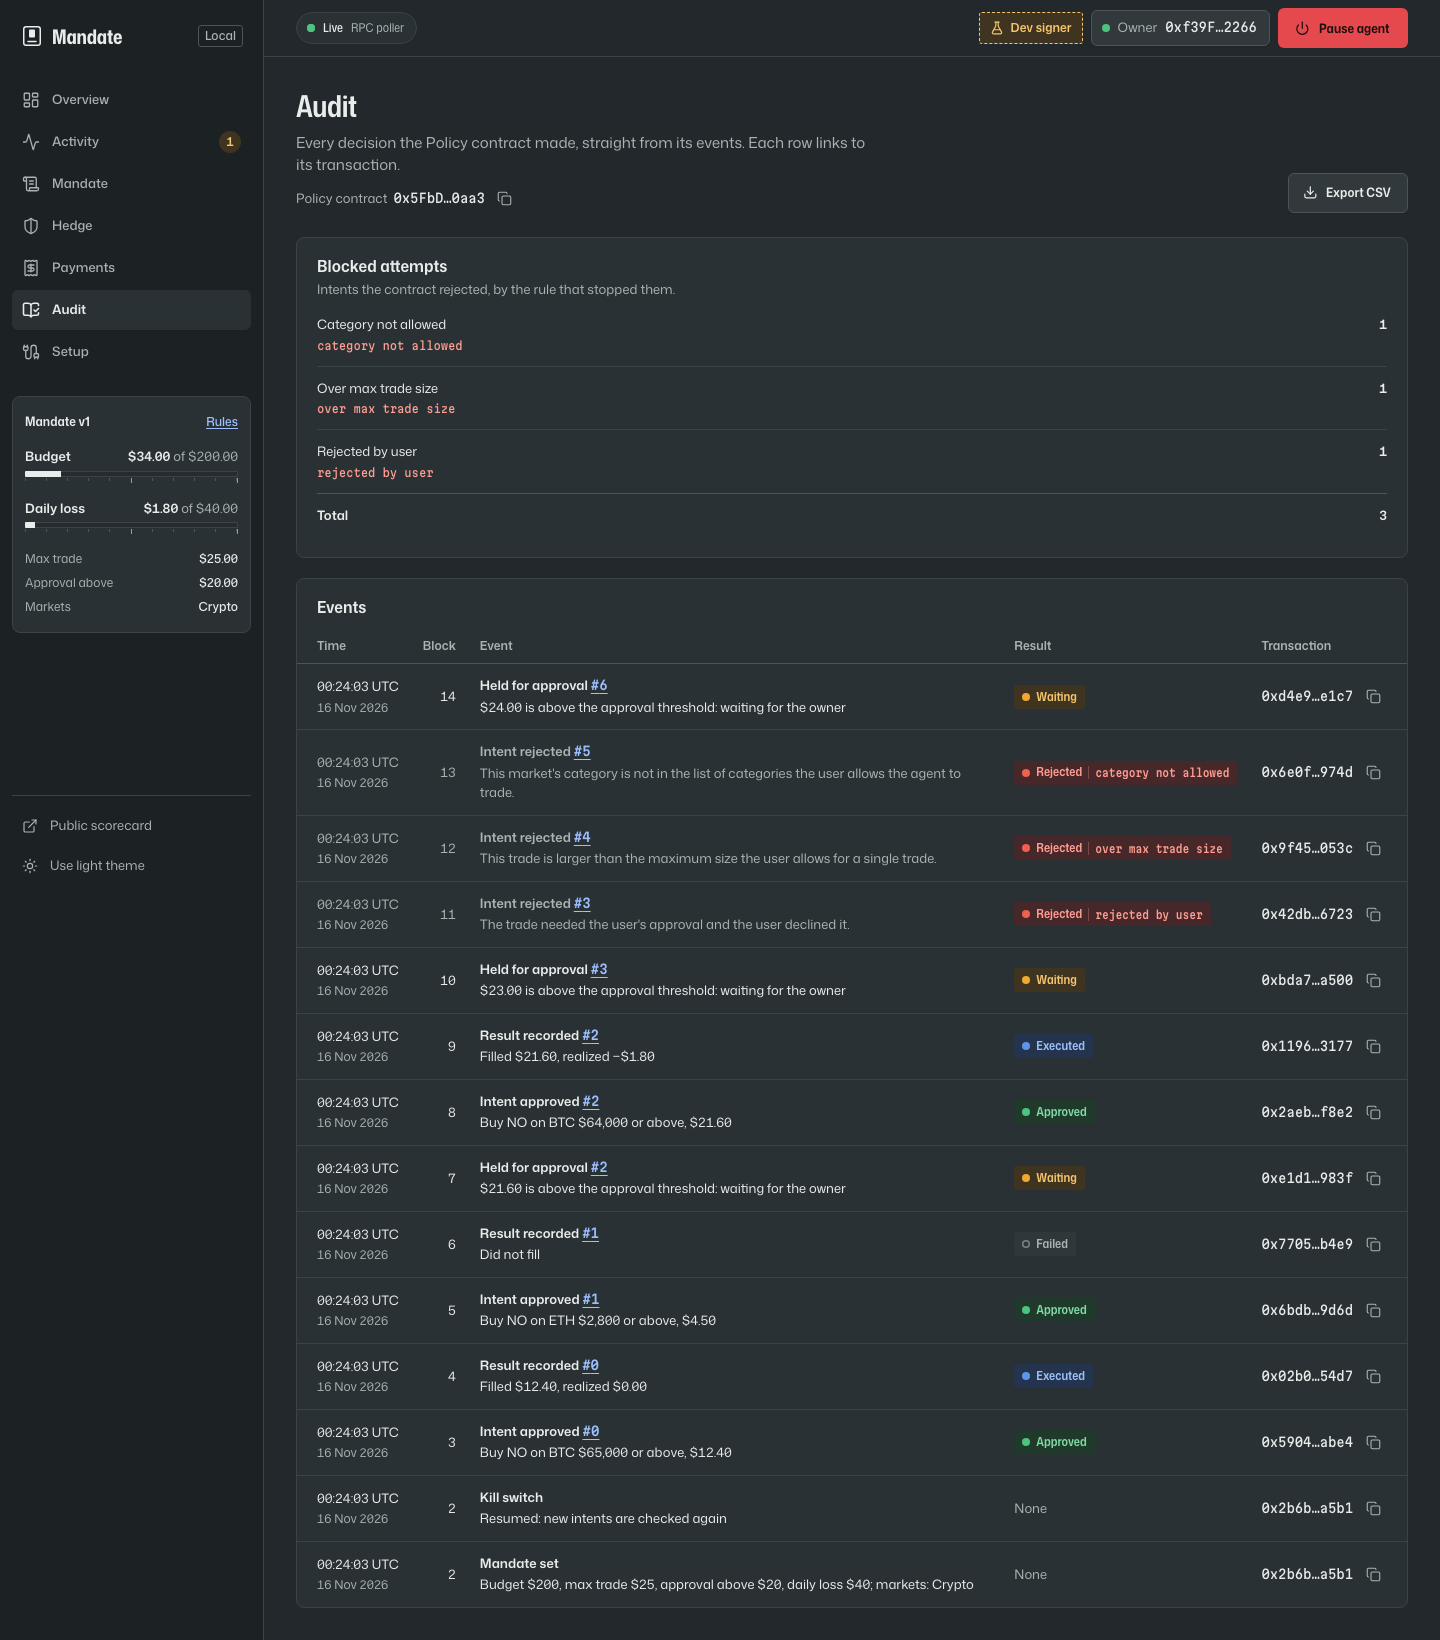 Mandate
Local
Overview
Activity
1
Mandate
Hedge
Payments
Audit
Setup
Mandate v1
Rules
Budget
$34.00 of $200.00
Daily loss
$1.80 of $40.00
Max trade
$25.00
Approval above
$20.00
Markets
Crypto
Public scorecard
Use light theme
Live RPC poller
Dev signer
Owner 0xf39F…2266
Pause agent
Audit
Every decision the Policy contract made, straight from its events. Each row links to
its transaction.
Policy contract 0x5FbD…0aa3
Export CSV
Blocked attempts
Intents the contract rejected, by the rule that stopped them.
Category not allowed
1
category not allowed
Over max trade size
1
over max trade size
Rejected by user
1
rejected by user
Total
3
Events
Time Block Event Result Transaction
00:24:03 UTC
16 Nov 2026
14
Held for approval #6
$24.00 is above the approval threshold: waiting for the owner
Waiting
0xd4e9…e1c7
00:24:03 UTC
16 Nov 2026
13
Intent rejected #5
This market's category is not in the list of categories the user allows the agent to
trade.
Rejected category not allowed
0x6e0f…974d
00:24:03 UTC
16 Nov 2026
12
Intent rejected #4
This trade is larger than the maximum size the user allows for a single trade.
Rejected over max trade size
0x9f45…053c
00:24:03 UTC
16 Nov 2026
11
Intent rejected #3
The trade needed the user's approval and the user declined it.
Rejected rejected by user
0x42db…6723
00:24:03 UTC
16 Nov 2026
10
Held for approval #3
$23.00 is above the approval threshold: waiting for the owner
Waiting
0xbda7…a500
00:24:03 UTC
16 Nov 2026
9
Result recorded #2
Filled $21.60, realized −$1.80
Executed
0x1196…3177
00:24:03 UTC
16 Nov 2026
8
Intent approved #2
Buy NO on BTC $64,000 or above, $21.60
Approved
0x2aeb…f8e2
00:24:03 UTC
16 Nov 2026
7
Held for approval #2
$21.60 is above the approval threshold: waiting for the owner
Waiting
0xe1d1…983f
00:24:03 UTC
16 Nov 2026
6
Result recorded #1
Did not fill
Failed
0x7705…b4e9
00:24:03 UTC
16 Nov 2026
5
Intent approved #1
Buy NO on ETH $2,800 or above, $4.50
Approved
0x6bdb…9d6d
00:24:03 UTC
16 Nov 2026
4
Result recorded #0
Filled $12.40, realized $0.00
Executed
0x02b0…54d7
00:24:03 UTC
16 Nov 2026
3
Intent approved #0
Buy NO on BTC $65,000 or above, $12.40
Approved
0x5904…abe4
00:24:03 UTC
16 Nov 2026
2
Kill switch
Resumed: new intents are checked again
None
0x2b6b…a5b1
00:24:03 UTC
16 Nov 2026
2
Mandate set
Budget $200, max trade $25, approval above $20, daily loss $40; markets: Crypto
None
0x2b6b…a5b1